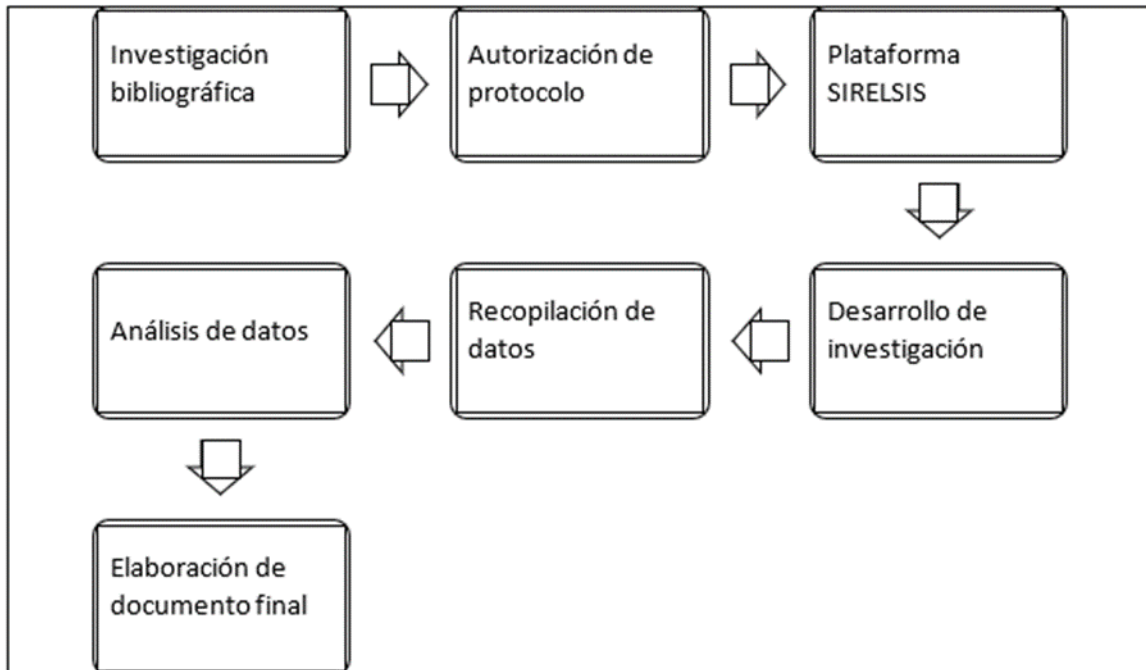 Investigación
bibliográfica
Autorización de
protocolo
Plataforma
SIRELSIS
Desarrollo de
investigación
Recopilación de
datos
Análisis de datos
Elaboración de
documento final